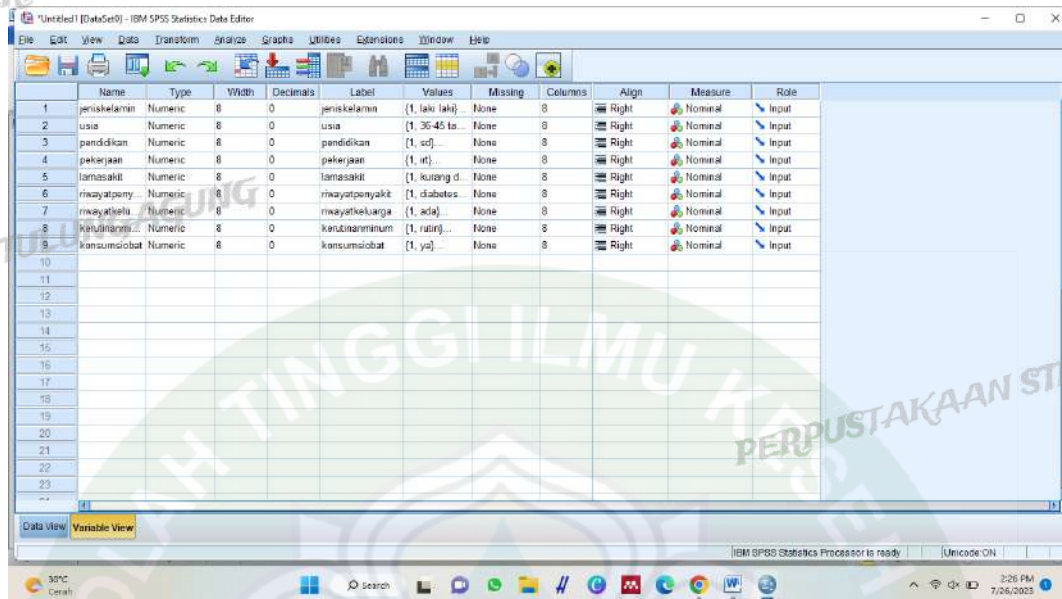 *Untitled1 [DataSet0] - IBM SPSS Statistics Data Editor
File Edit View Data Transform Analyze Graphs Utilities Extensions Window Help
Name Type Width Decimals Label Values Missing Columns Align Measure Role
1 jeniskelamin Numeric 8 0 jeniskelamin {1, laki laki}... None 8 Right Nominal Input
2 usia Numeric 8 0 usia {1, 36-45 ta... None 8 Right Nominal Input
3 pendidikan Numeric 8 0 pendidikan {1, sd}... None 8 Right Nominal Input
4 pekerjaan Numeric 8 0 pekerjaan {1, irt}... None 8 Right Nominal Input
5 lamasakit Numeric 8 0 lamasakit {1, kurang d... None 8 Right Nominal Input
6 riwayatpeny... Numeric 8 0 riwayatpenyakit {1, diabetes... None 8 Right Nominal Input
7 riwayatkelu... Numeric 8 0 riwayatkeluarga {1, ada}... None 8 Right Nominal Input
8 kerutinanmi... Numeric 8 0 kerutinanminum {1, rutin}... None 8 Right Nominal Input
9 konsumsiobat Numeric 8 0 konsumsiobat {1, ya}... None 8 Right Nominal Input
10
11
12
13
14
15
16
17
18
19
20
21
22
23
TULUNGAGUNG
TINGGI ILMU KESE
PERPUSTAKAAN STI
Data View Variable View
IBM SPSS Statistics Processor is ready Unicode:ON
30°C
Cerah
Search
2:26 PM
7/26/2023